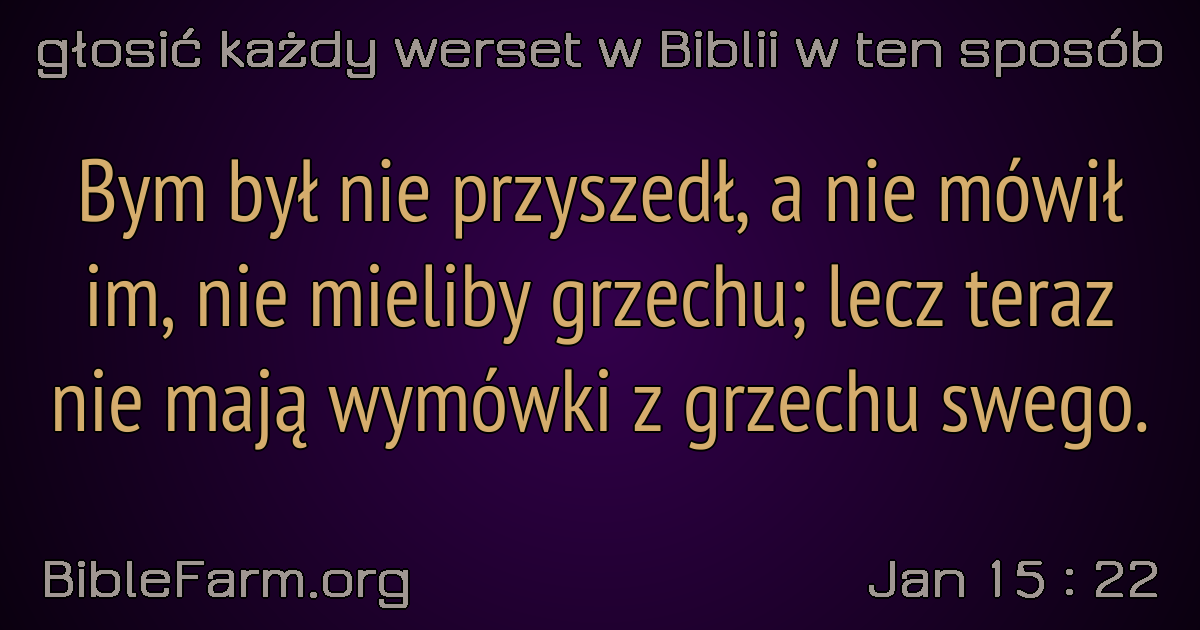 głosić każdy werset w Biblii w ten sposób
Bym był nie przyszedł, a nie mówił
im, nie mieliby grzechu; lecz teraz
nie mają wymówki z grzechu swego.
BibleFarm.org
Jan 15 : 22